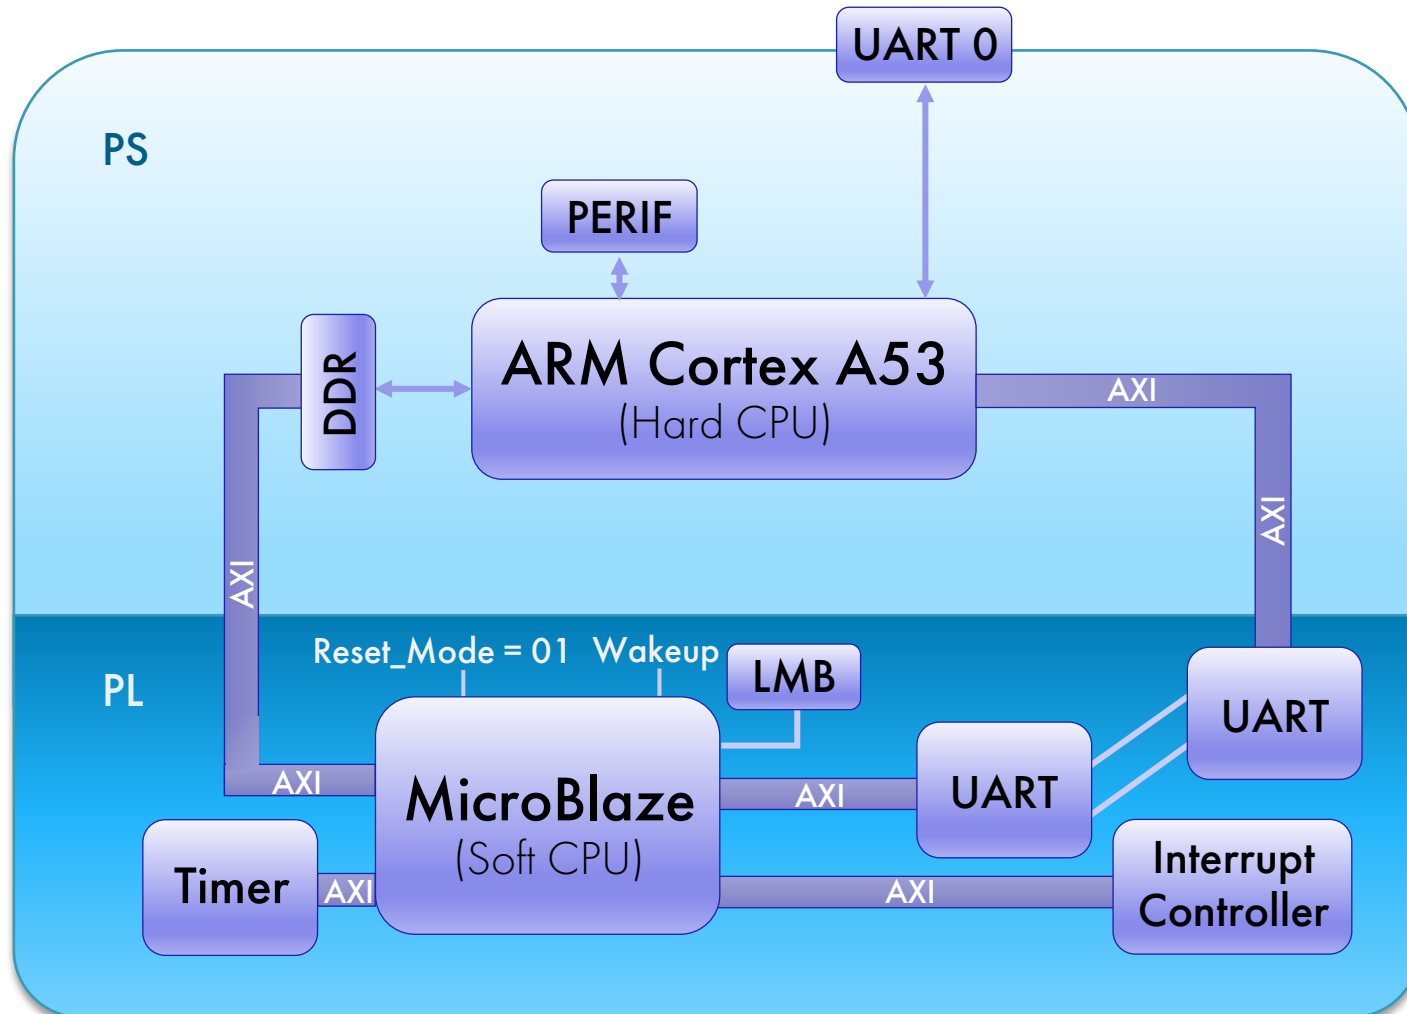 UART 0
PS
PERIF
ARM Cortex A53
(Hard CPU)
DDR
AXI
AXI
AXI
Reset_Mode = 01
Wakeup
LMB
PL
UART
UART
MicroBlaze
(Soft CPU)
AXI
AXI
Timer
AXI
AXI
Interrupt
Controller